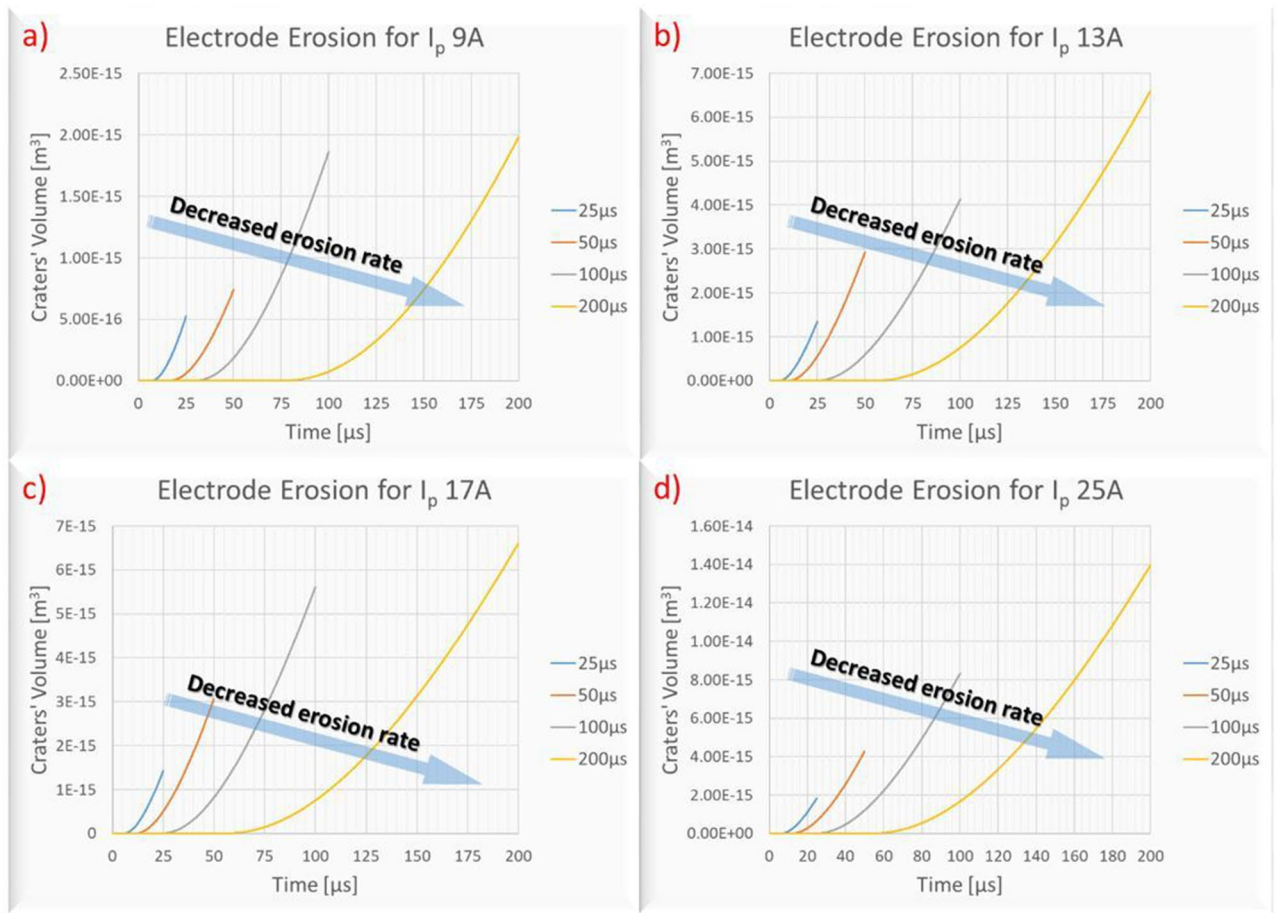 a)
Electrode Erosion for Ip 9A
Craters' Volume [m³]
2.50E-15
2.00E-15
1.50E-15
1.00E-15
5.00E-16
0.00E+00
Decreased erosion rate
0 25 50 75 100 125 150 175 200
Time [µs]
25µs
50µs
100µs
200µs
b)
Electrode Erosion for Ip 13A
Craters' Volume [m³]
7.00E-15
6.00E-15
5.00E-15
4.00E-15
3.00E-15
2.00E-15
1.00E-15
0.00E+00
Decreased erosion rate
0 25 50 75 100 125 150 175 200
Time [µs]
25µs
50µs
100µs
200µs
c)
Electrode Erosion for Ip 17A
Craters' Volume [m³]
7E-15
6E-15
5E-15
4E-15
3E-15
2E-15
1E-15
0
Decreased erosion rate
0 25 50 75 100 125 150 175 200
Time [µs]
25µs
50µs
100µs
200µs
d)
Electrode Erosion for Ip 25A
Craters' Volume [m³]
1.60E-14
1.40E-14
1.20E-14
1.00E-14
8.00E-15
6.00E-15
4.00E-15
2.00E-15
0.00E+00
Decreased erosion rate
0 20 40 60 80 100 120 140 160 180 200
Time [µs]
25µs
50µs
100µs
200µs